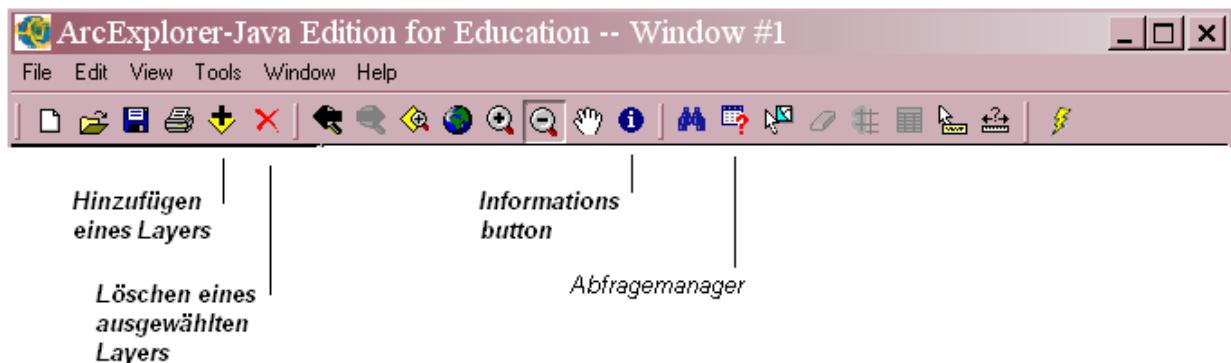 ArcExplorer-Java Edition for Education -- Window #1
File Edit View Tools Window Help
Hinzufügen
eines Layers
Informations
button
Abfragemanager
Löschen eines
ausgewählten
Layers